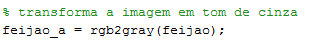 % transforma a imagem em tom de cinza
feijao_a = rgb2gray(feijao);